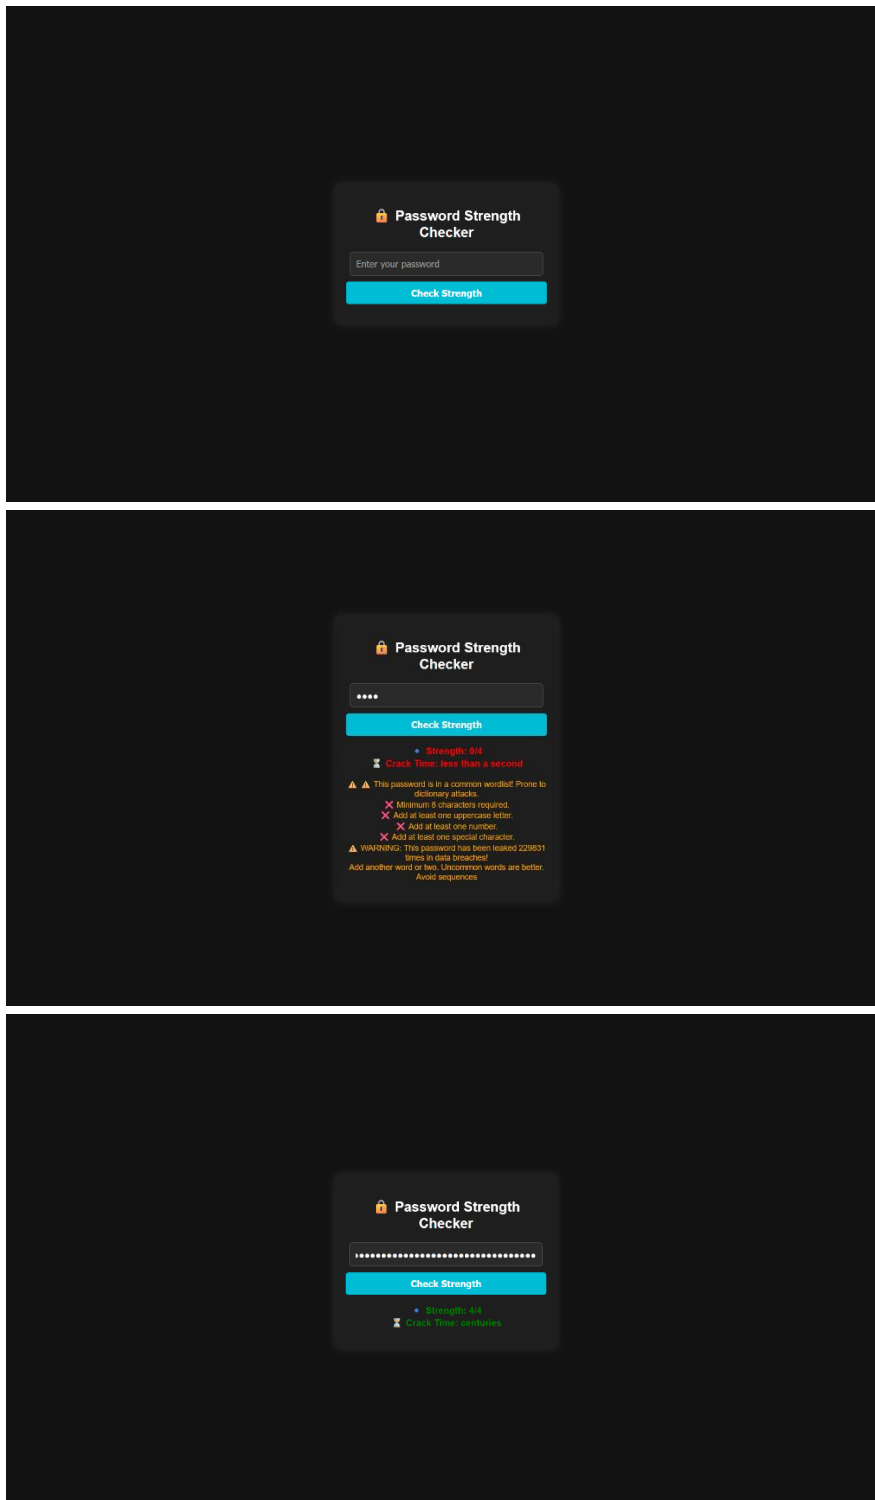 🔒 Password Strength
Checker
Enter your password
Check Strength
🔒 Password Strength
Checker
••••
Check Strength
🔹 Strength: 0/4
⏳ Crack Time: less than a second
⚠️ ⚠️ This password is in a common wordlist! Prone to
dictionary attacks.
❌ Minimum 8 characters required.
❌ Add at least one uppercase letter.
❌ Add at least one number.
❌ Add at least one special character.
⚠️ WARNING: This password has been leaked 229831
times in data breaches!
Add another word or two. Uncommon words are better.
Avoid sequences
🔒 Password Strength
Checker
Check Strength
🔹 Strength: 4/4
⏳ Crack Time: centuries